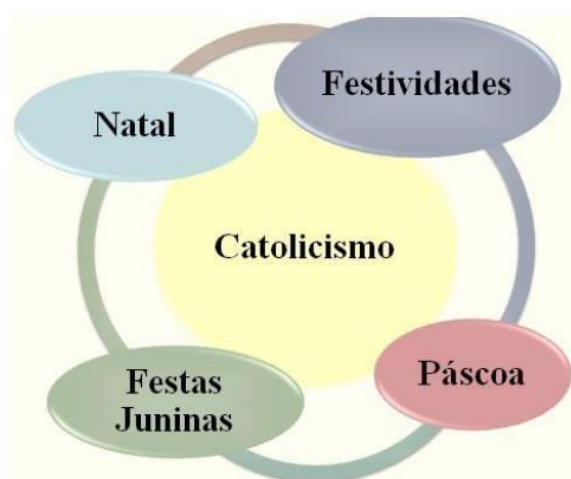 Festividades
Natal
Catolicismo
Páscoa
Festas
Juninas